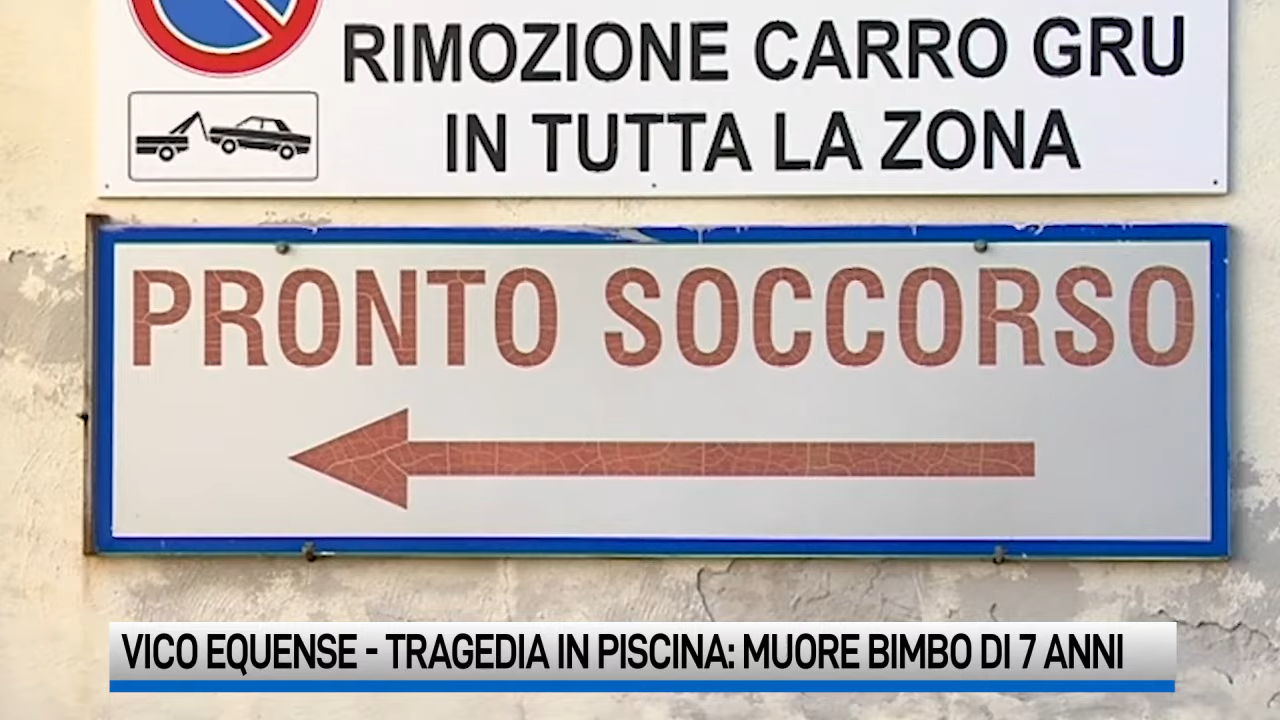 RIMOZIONE CARRO GRU
IN TUTTA LA ZONA
PRONTO SOCCORSO
VICO EQUENSE - TRAGEDIA IN PISCINA: MUORE BIMBO DI 7 ANNI